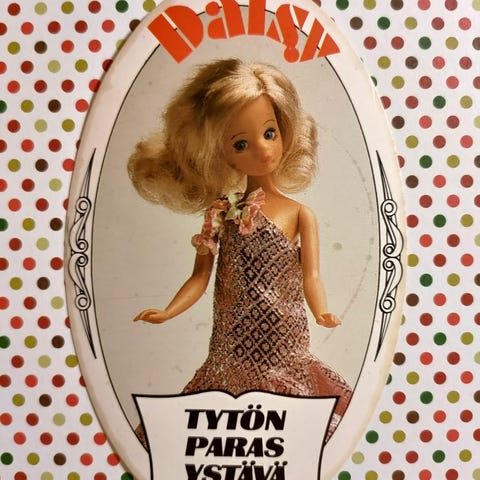 Daisy
TYTÖN
PARAS
YSTÄVÄ